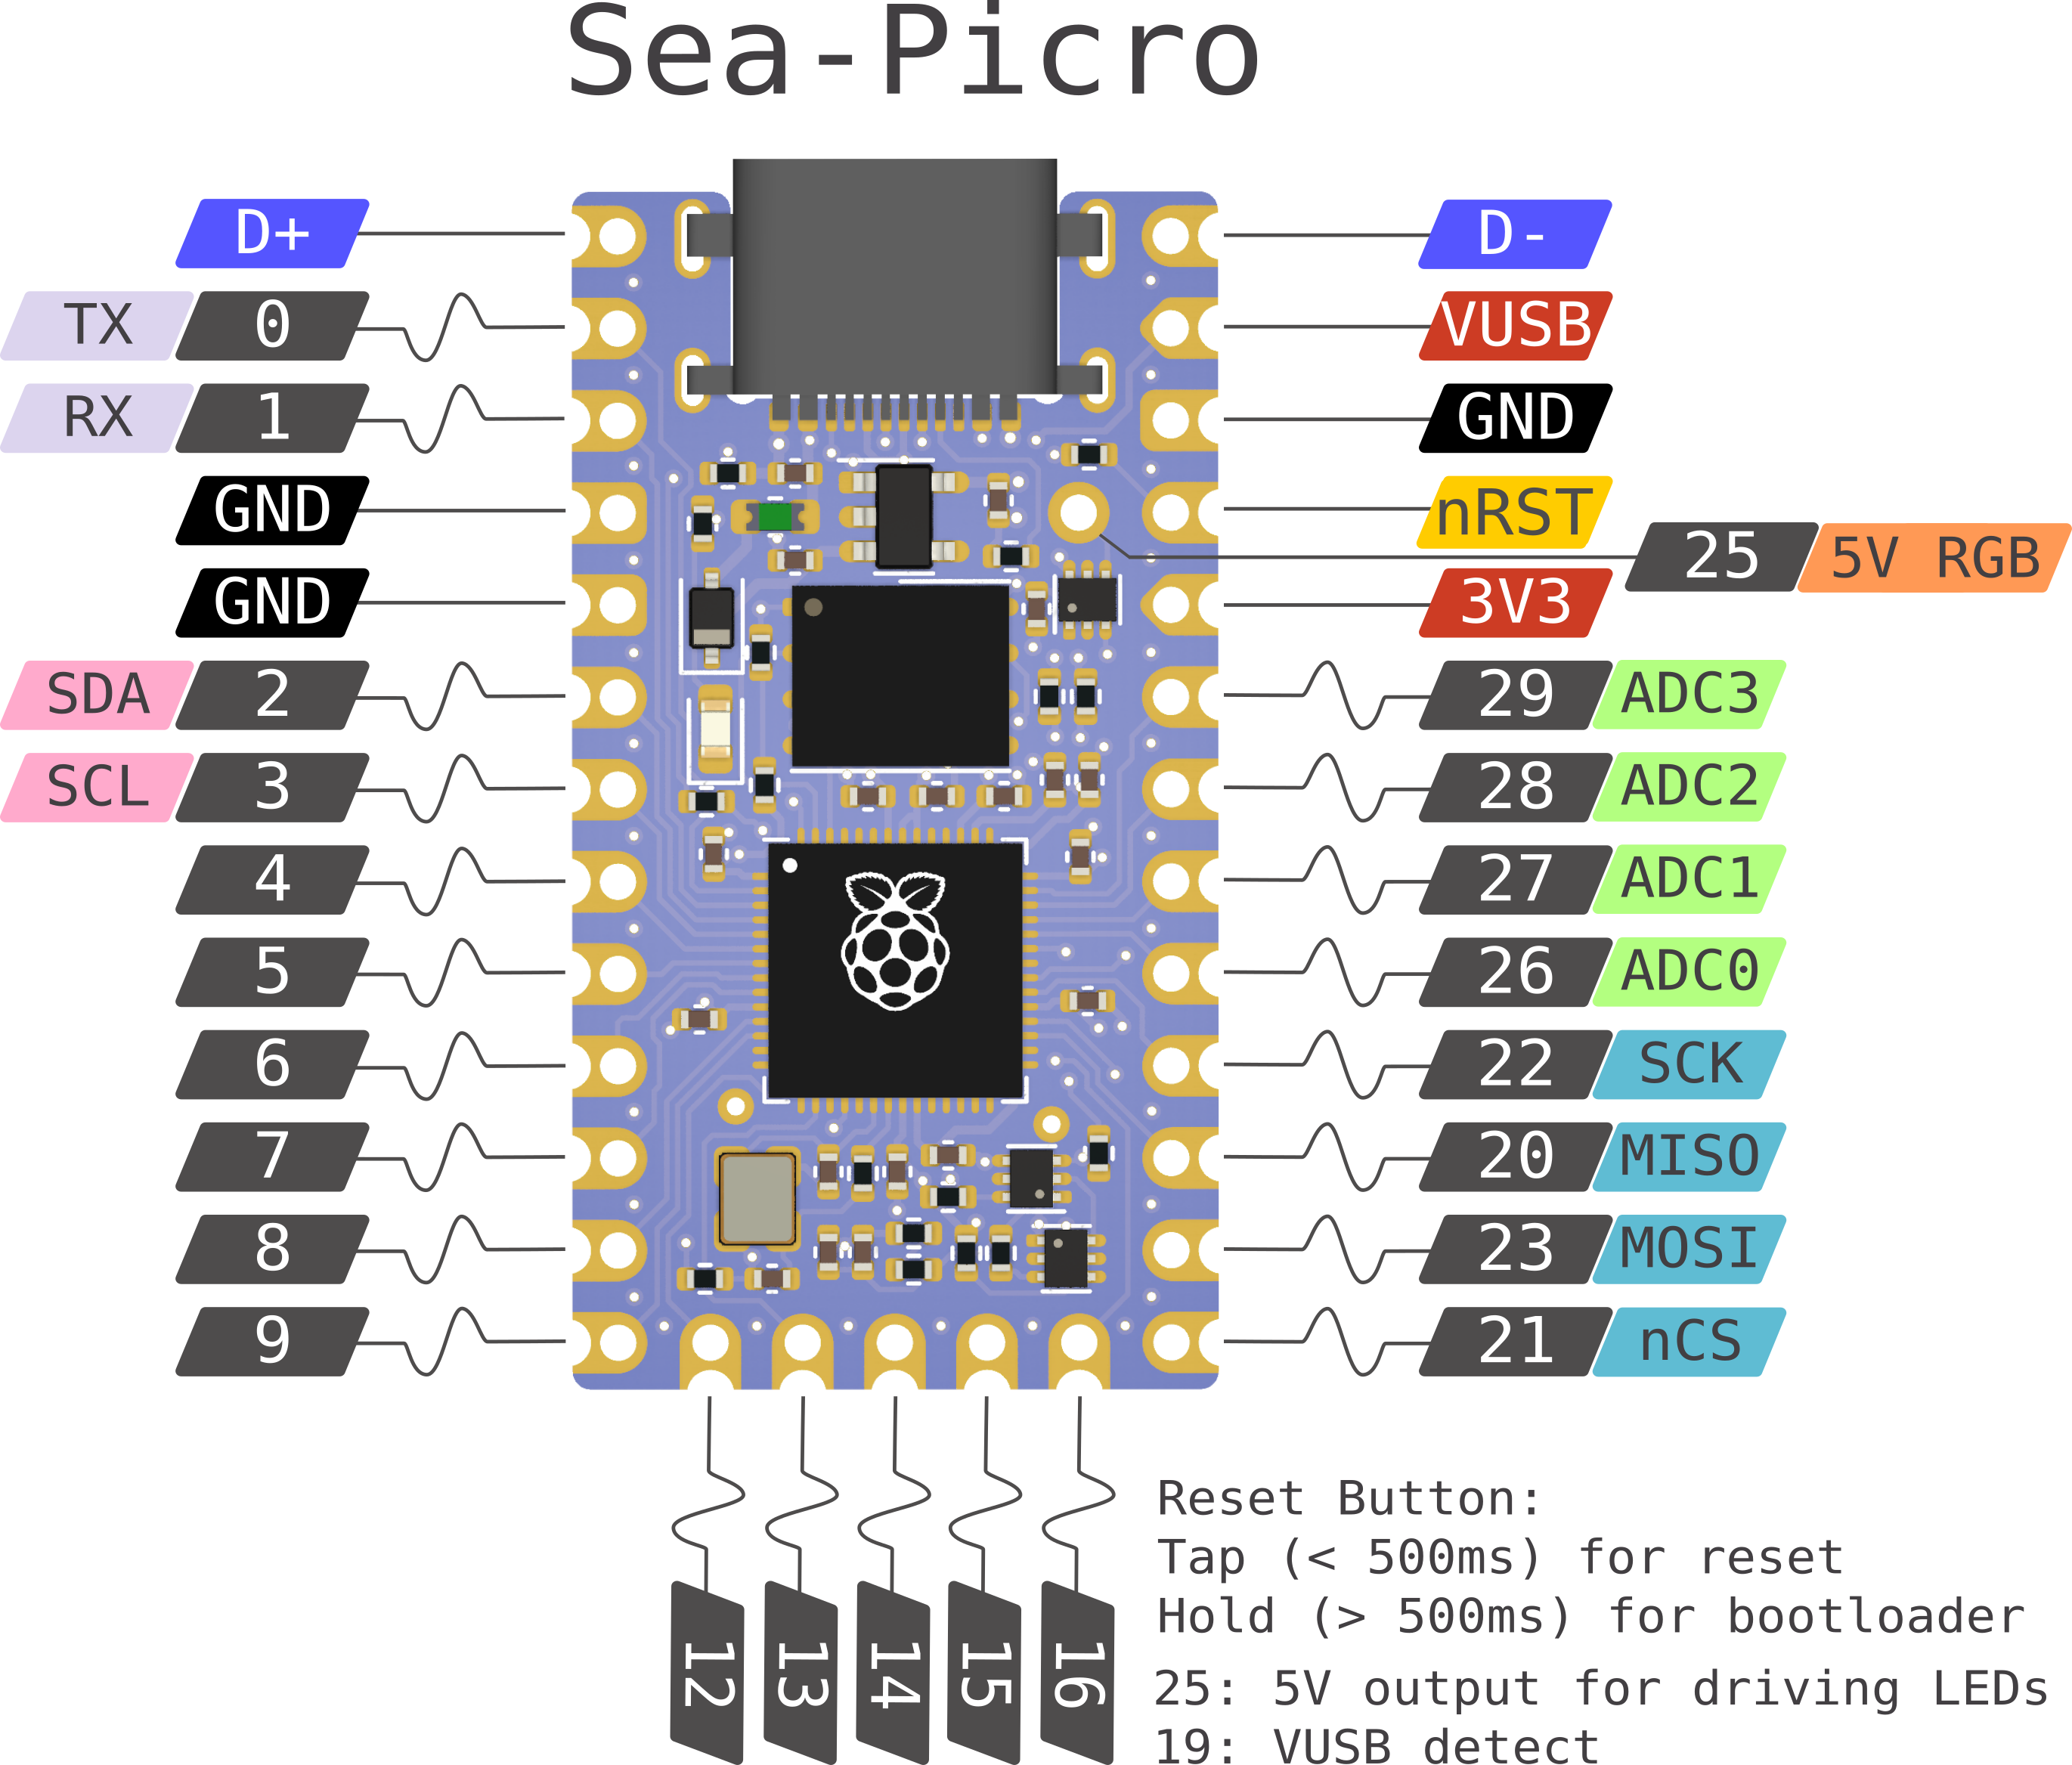 Sea-Picro
D+
D-
TX 0
VUSB
RX 1
GND
GND
nRST
25 5V RGB
GND
3V3
SDA 2
29 ADC3
SCL 3
28 ADC2
4
27 ADC1
5
26 ADC0
6
22 SCK
7
20 MISO
8
23 MOSI
9
21 nCS
12
13
14
15
16
Reset Button:
Tap (< 500ms) for reset
Hold (> 500ms) for bootloader
25: 5V output for driving LEDs
19: VUSB detect